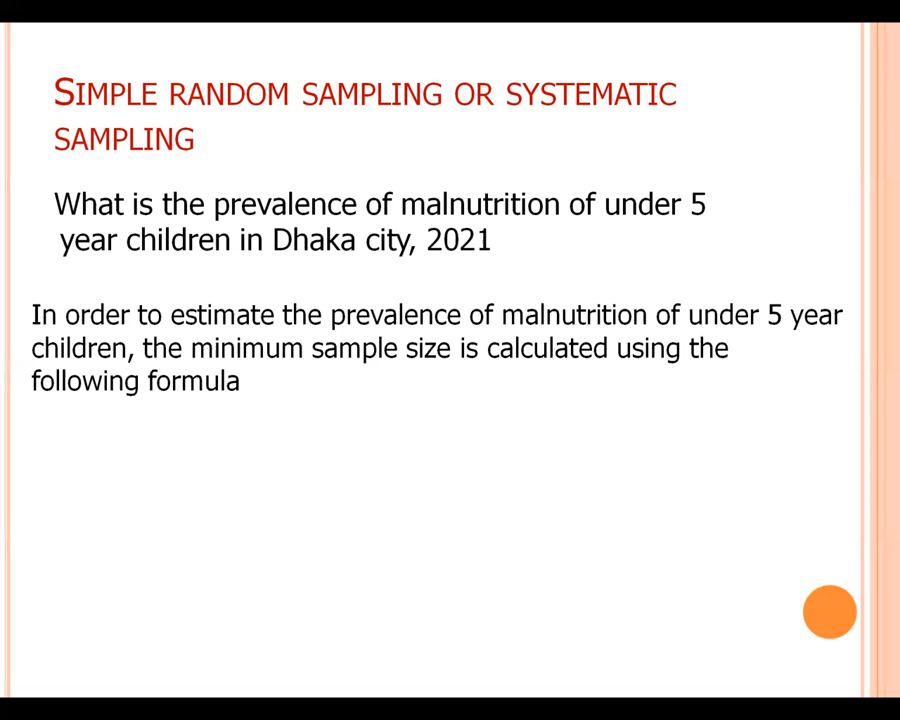 SIMPLE RANDOM SAMPLING OR SYSTEMATIC
SAMPLING
What is the prevalence of malnutrition of under 5
year children in Dhaka city, 2021
In order to estimate the prevalence of malnutrition of under 5 year
children, the minimum sample size is calculated using the
following formula